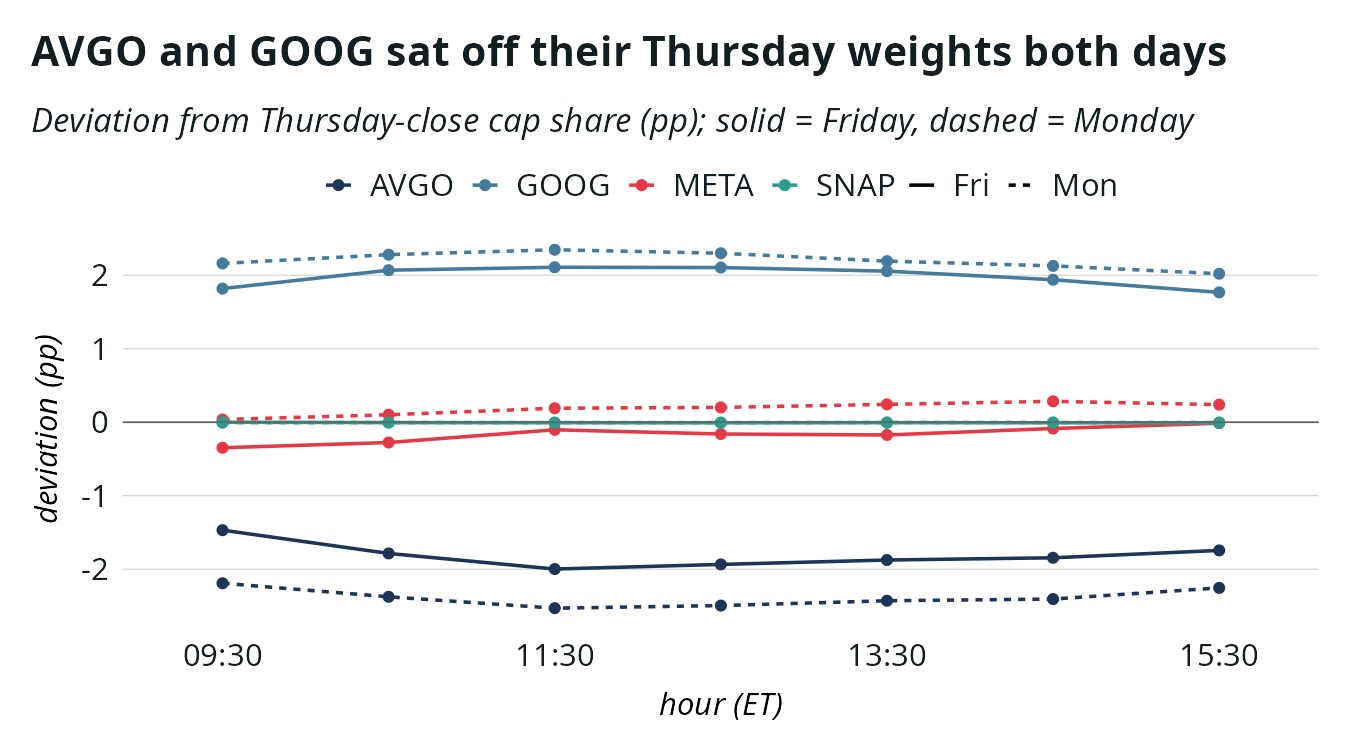 AVGO and GOOG sat off their Thursday weights both days
Deviation from Thursday-close cap share (pp); solid = Friday, dashed = Monday
AVGO GOOG META SNAP Fri Mon
deviation (pp)
2
1
0
-1
-2
09:30 11:30 13:30 15:30
hour (ET)